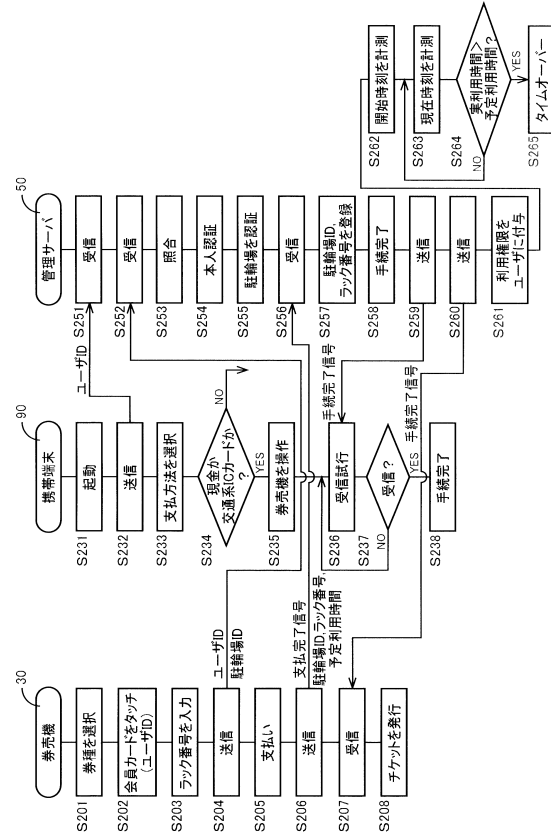 券売機
30
S201
券種を選択
S202
会員カードをタッチ
(ユーザID)
S203
ラック番号を入力
S204
送信
S205
支払い
S206
送信
S207
受信
S208
チケットを発行
ユーザID
駐輪場ID
支払完了信号
駐輪場ID,ラック番号,
予定利用時間
携帯端末
90
S231
起動
S232
送信
S233
支払方法を選択
S234
現金か
交通系ICカードか
?
NO
YES
S235
券売機を操作
S236
受信試行
S237
受信?
NO
YES
S238
手続完了
ユーザID
手続完了信号
手続完了信号
管理サーバ
50
S251
受信
S252
受信
S253
照合
S254
本人認証
S255
駐輪場を認証
S256
受信
S257
駐輪場ID,
ラック番号を登録
S258
手続完了
S259
送信
S260
送信
S261
利用権限を
ユーザに付与
S262
開始時刻を計測
S263
現在時刻を計測
S264
実利用時間>
予定利用時間?
NO
YES
S265
タイムオーバー